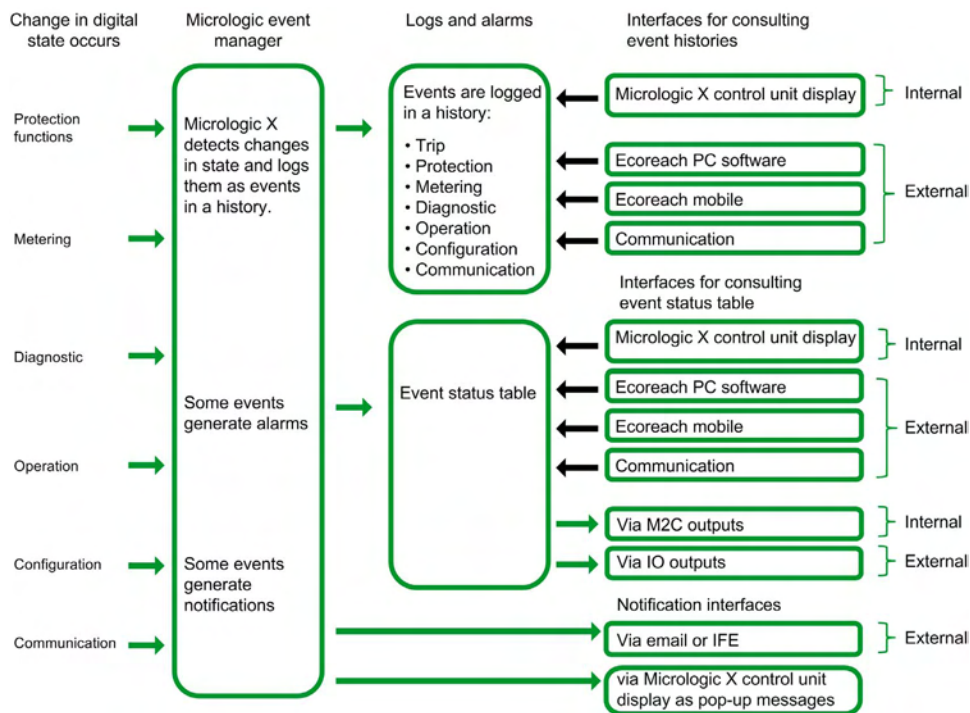 Change in digital
state occurs
Micrologic event
manager
Logs and alarms
Interfaces for consulting
event histories
Protection
functions
Metering
Diagnostic
Operation
Configuration
Communication
Micrologic X
detects changes
in state and logs
them as events
in a history.
Some events
generate alarms
Some events
generate
notifications
Events are logged
in a history:
• Trip
• Protection
• Metering
• Diagnostic
• Operation
• Configuration
• Communication
Event status table
Micrologic X control unit display
Internal
Ecoreach PC software
Ecoreach mobile
Communication
Externall
Interfaces for consulting
event status table
Micrologic X control unit display
Internal
Ecoreach PC software
Ecoreach mobile
Communication
Externall
Via M2C outputs
Internal
Via IO outputs
Externall
Notification interfaces
Via email or IFE
Externall
via Micrologic X control unit
display as pop-up messages